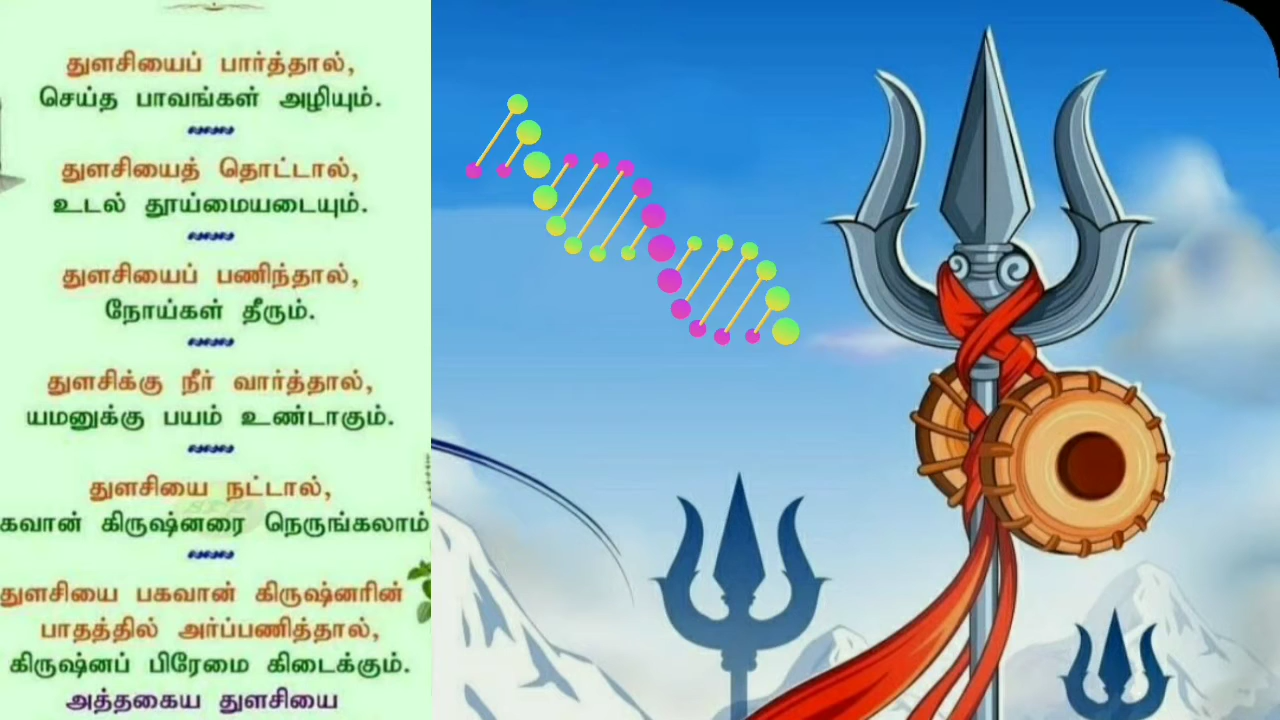 துளசியைப் பார்த்தால்,
செய்த பாவங்கள் அழியும்.
துளசியைத் தொட்டால்,
உடல் தூய்மையடையும்.
துளசியைப் பணிந்தால்,
நோய்கள் தீரும்.
துளசிக்கு நீர் வார்த்தால்,
யமனுக்கு பயம் உண்டாகும்.
துளசியை நட்டால்,
கவான் கிருஷ்னரை நெருங்கலாம்
துளசியை பகவான் கிருஷ்னரின்
பாதத்தில் அர்ப்பணித்தால்,
கிருஷ்னப் பிரேமை கிடைக்கும்.
அத்தகைய துளசியை